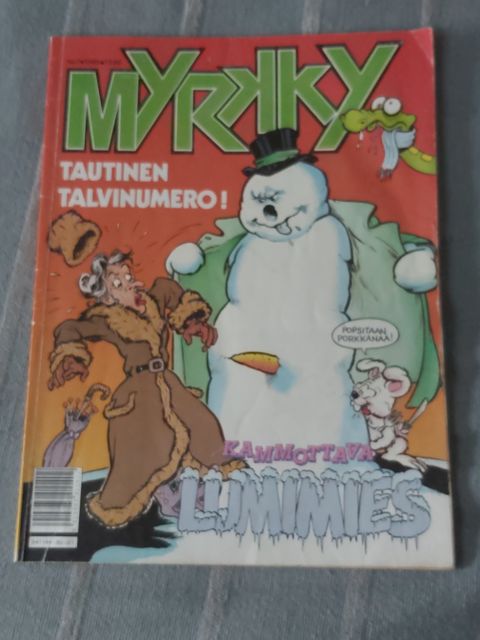 MYRKKY
TAUTINEN
TALVINUMERO!
POPSITAAN
PORKKANAA!
KAMMOTTAVA
LUMIMIES